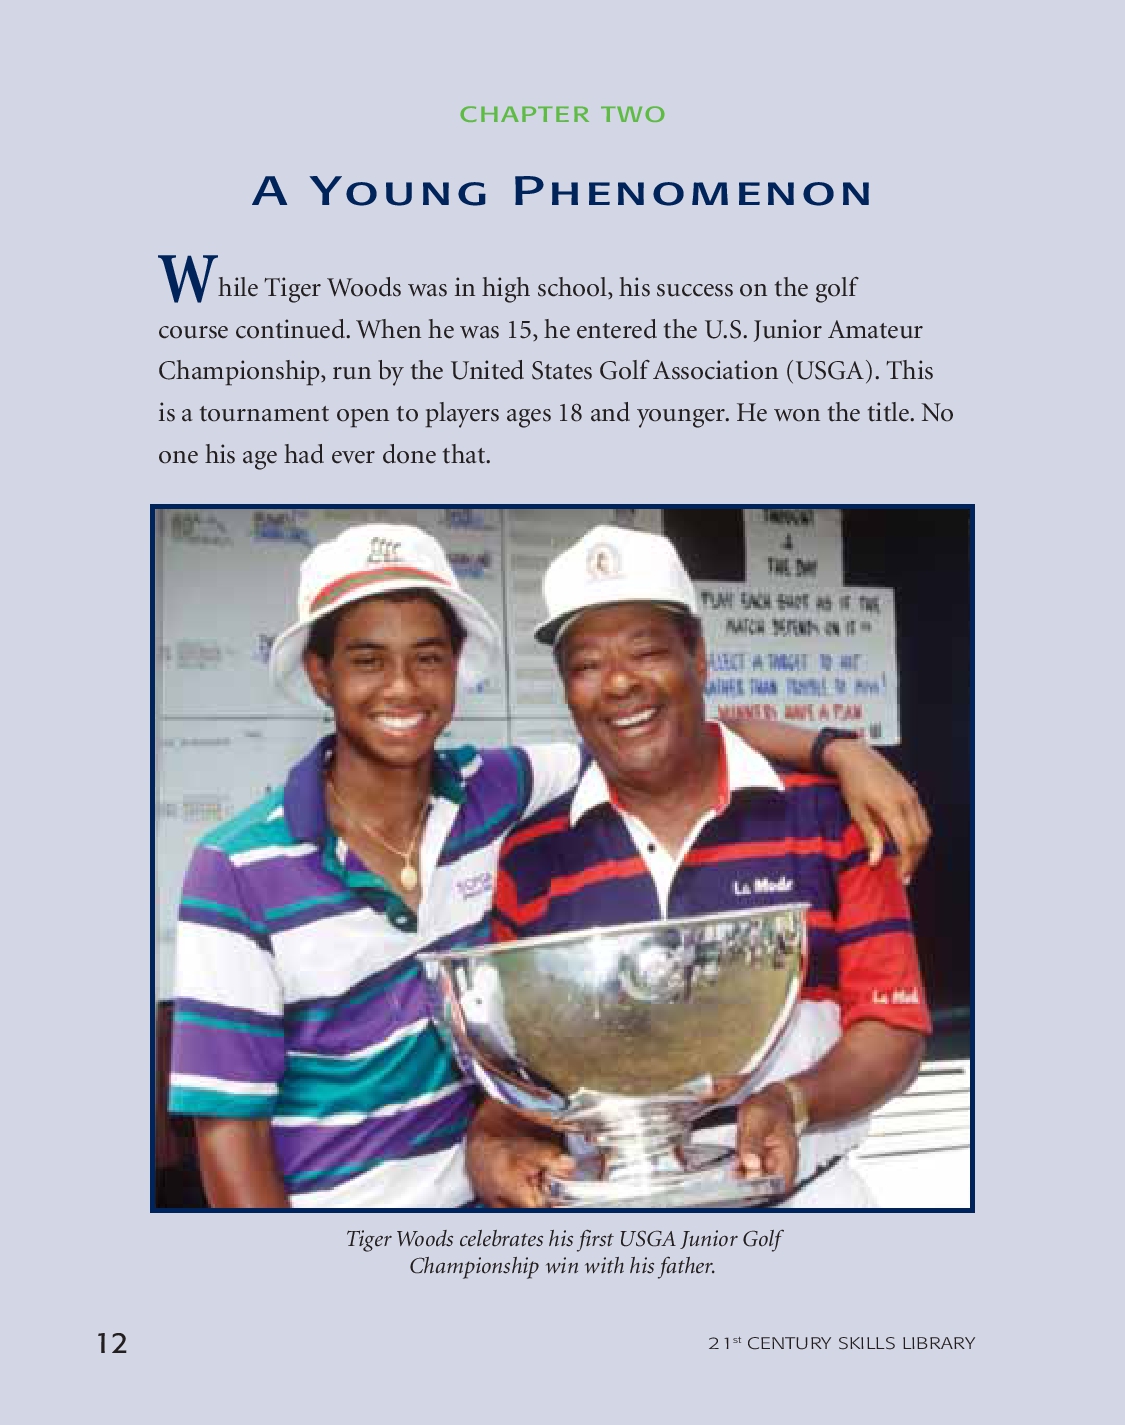 CHAPTER TWO
A YOUNG PHENOMENON
While Tiger Woods was in high school, his success on the golf
course continued. When he was 15, he entered the U.S. Junior Amateur
Championship, run by the United States Golf Association (USGA). This
is a tournament open to players ages 18 and younger. He won the title. No
one his age had ever done that.
THOUGHT
4
THE DAY
PLAY EACH SHOT AS IF THE
MATCH DEPENDS ON IT
SELECT A TARGET TO HIT
RATHER THAN TROUBLE TO MISS!
WINNERS HAVE A PLAN
La Mode
La Mode
Tiger Woods celebrates his first USGA Junior Golf
Championship win with his father.
12
21st CENTURY SKILLS LIBRARY